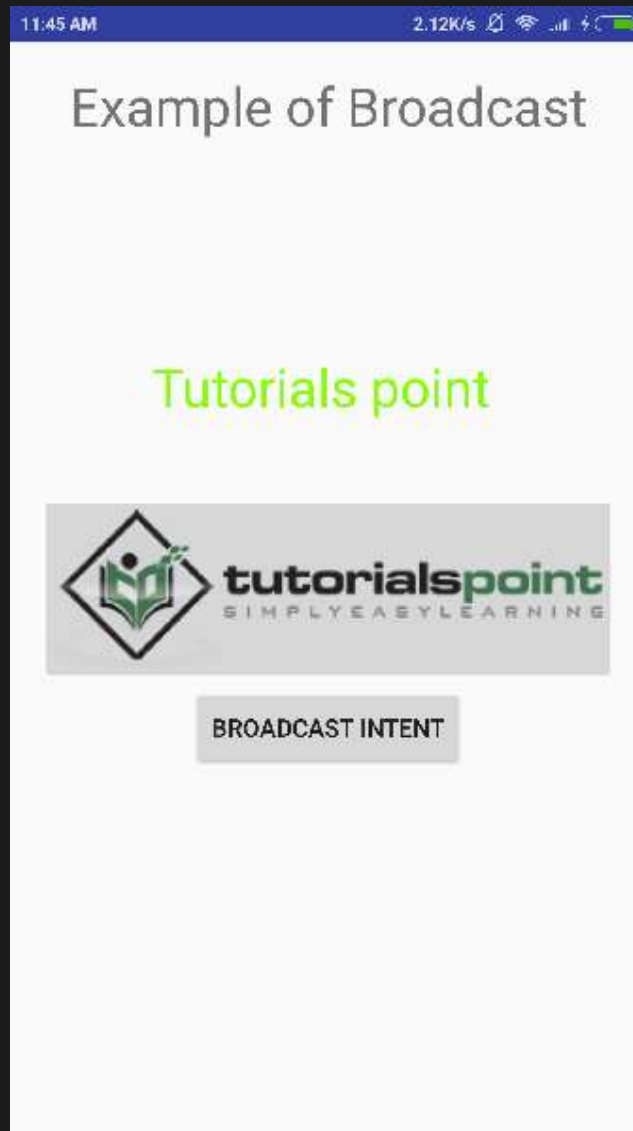 11:45 AM 2.12K/s
Example of Broadcast
Tutorials point
tutorialspoint
SIMPLYEASYLEARNING
BROADCAST INTENT